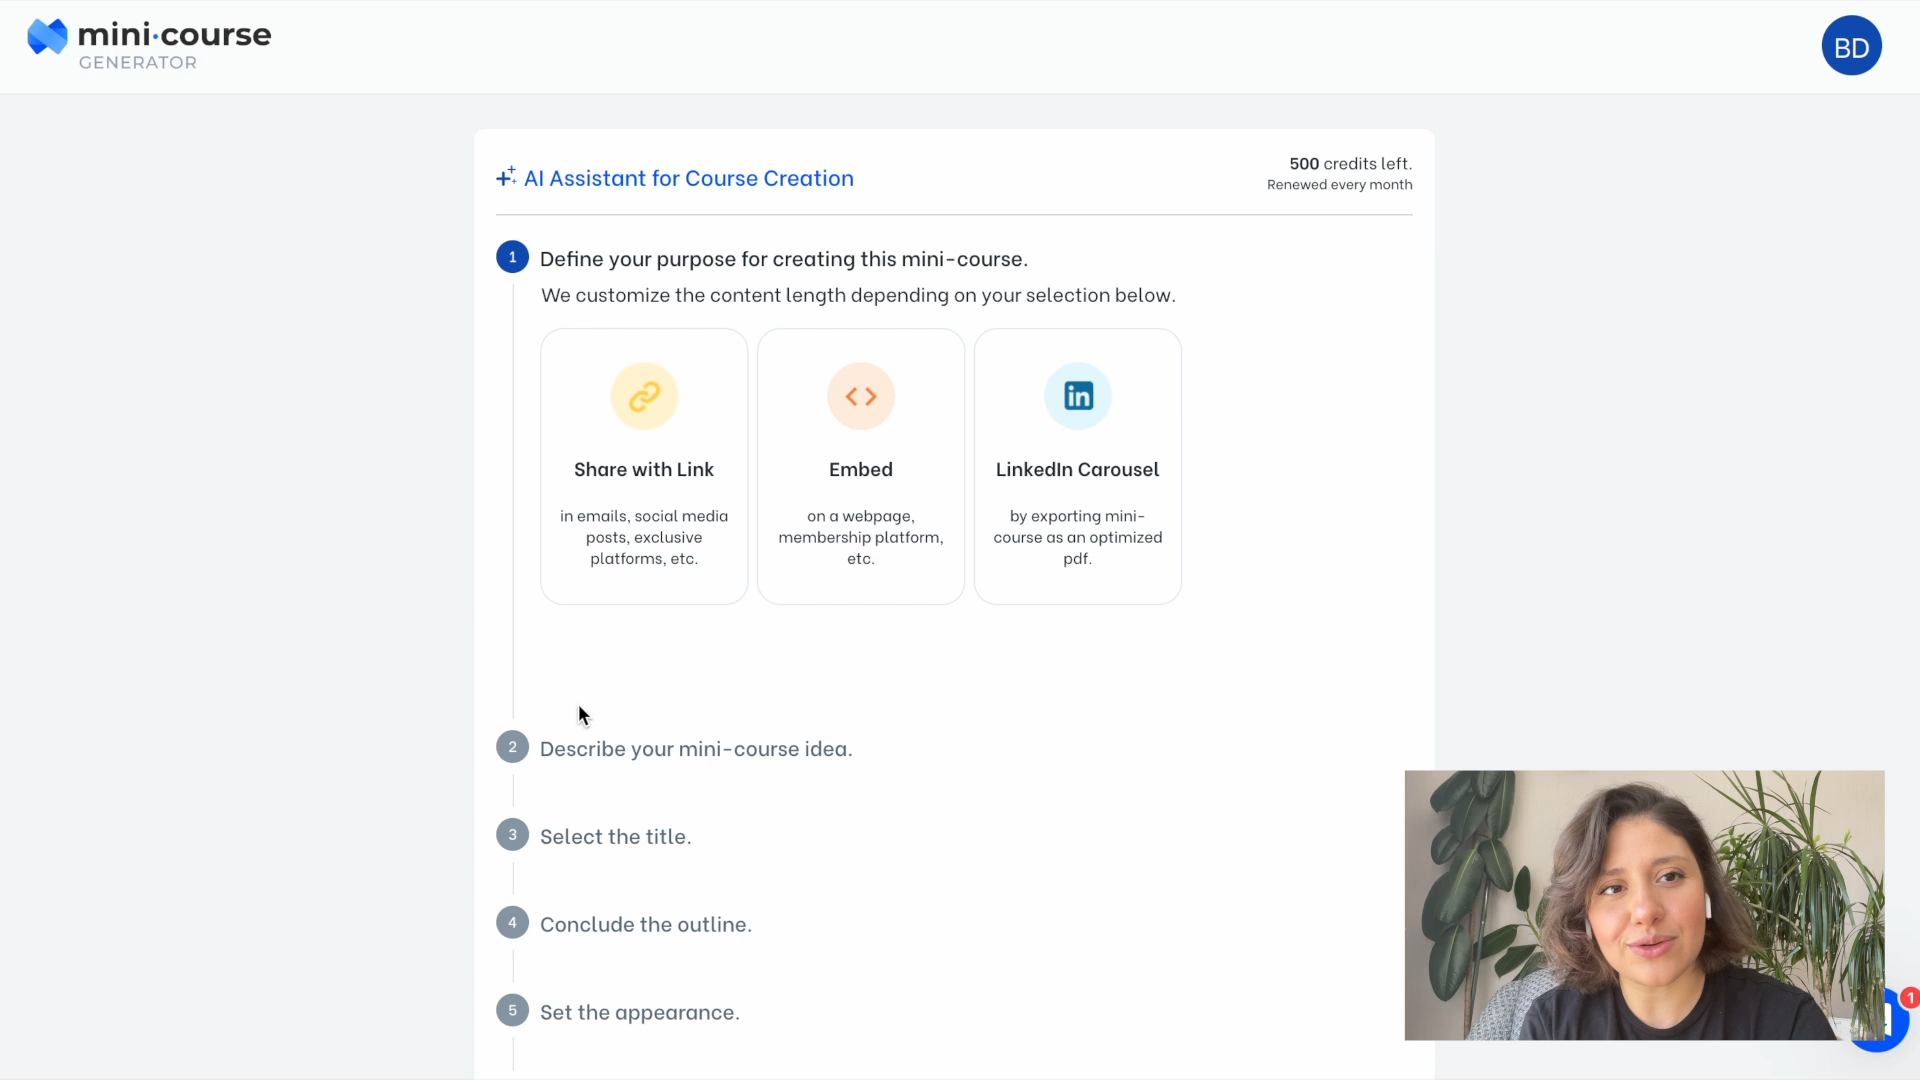 mini·course
GENERATOR
BD
AI Assistant for Course Creation
500 credits left.
Renewed every month
1
Define your purpose for creating this mini-course.
We customize the content length depending on your selection below.
Share with Link
in emails, social media
posts, exclusive
platforms, etc.
Embed
on a webpage,
membership platform,
etc.
in
LinkedIn Carousel
by exporting mini-
course as an optimized
pdf.
2
Describe your mini-course idea.
3
Select the title.
4
Conclude the outline.
5
Set the appearance.
1